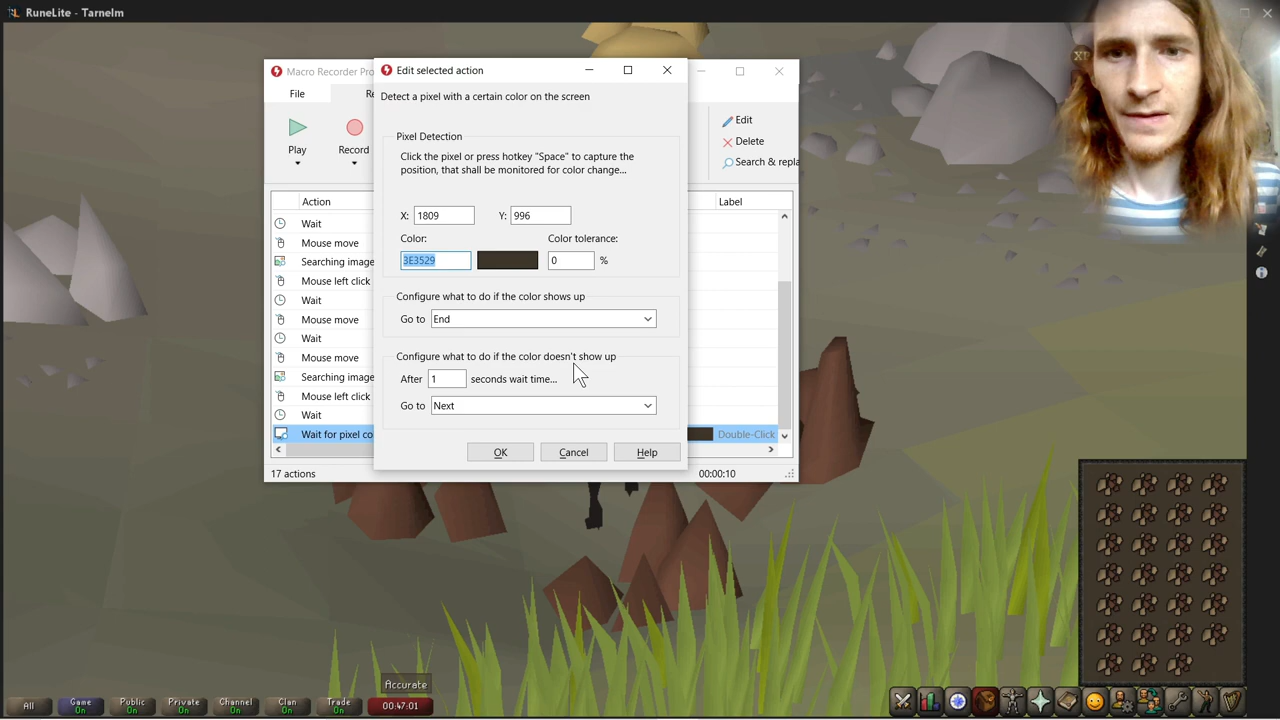 RuneLite - Tarnelm
Macro Recorder Pro
File
Play
Record
Edit
Delete
Search & repla
Action
Label
Wait
Mouse move
Searching image
Mouse left click
Wait
Mouse move
Wait
Mouse move
Searching image
Mouse left click
Wait
Wait for pixel co
Double-Click
17 actions
00:00:10
Edit selected action
Detect a pixel with a certain color on the screen
Pixel Detection
Click the pixel or press hotkey "Space" to capture the
position, that shall be monitored for color change...
X: 1809 Y: 996
Color: Color tolerance:
3E3529 0 %
Configure what to do if the color shows up
Go to End
Configure what to do if the color doesn't show up
After 1 seconds wait time...
Go to Next
OK Cancel Help
XP
Accurate
All Game On Public On Private On Channel On Clan On Trade On 00:47:01